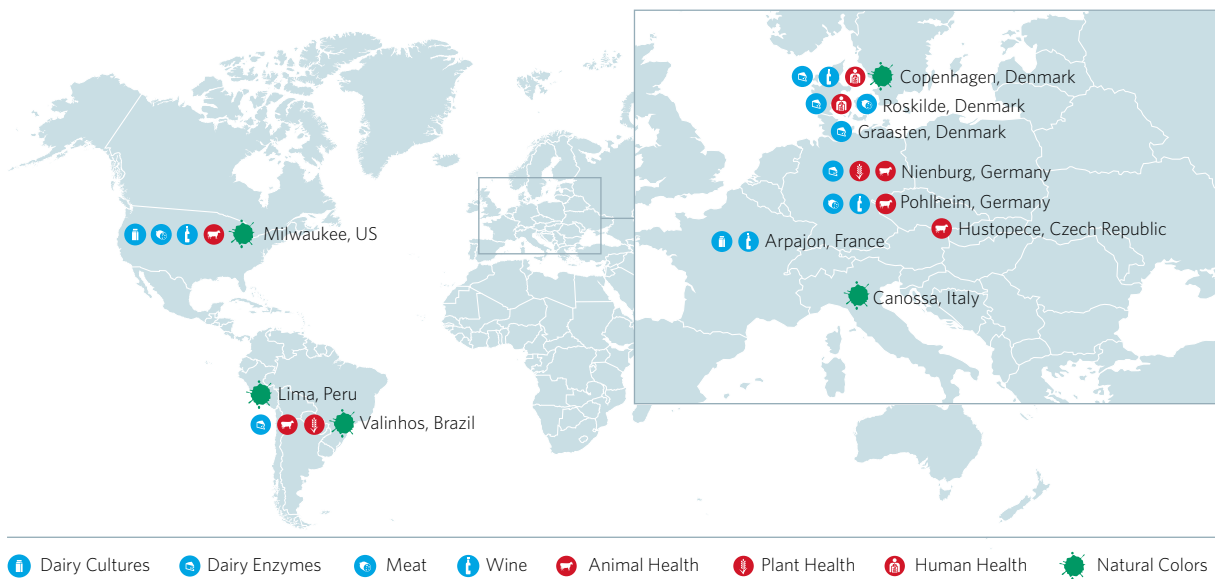 Copenhagen, Denmark
Roskilde, Denmark
Graasten, Denmark
Nienburg, Germany
Pohlheim, Germany
Hustopece, Czech Republic
Milwaukee, US
Arpajon, France
Canossa, Italy
Lima, Peru
Valinhos, Brazil
Dairy Cultures Dairy Enzymes Meat Wine Animal Health Plant Health Human Health Natural Colors